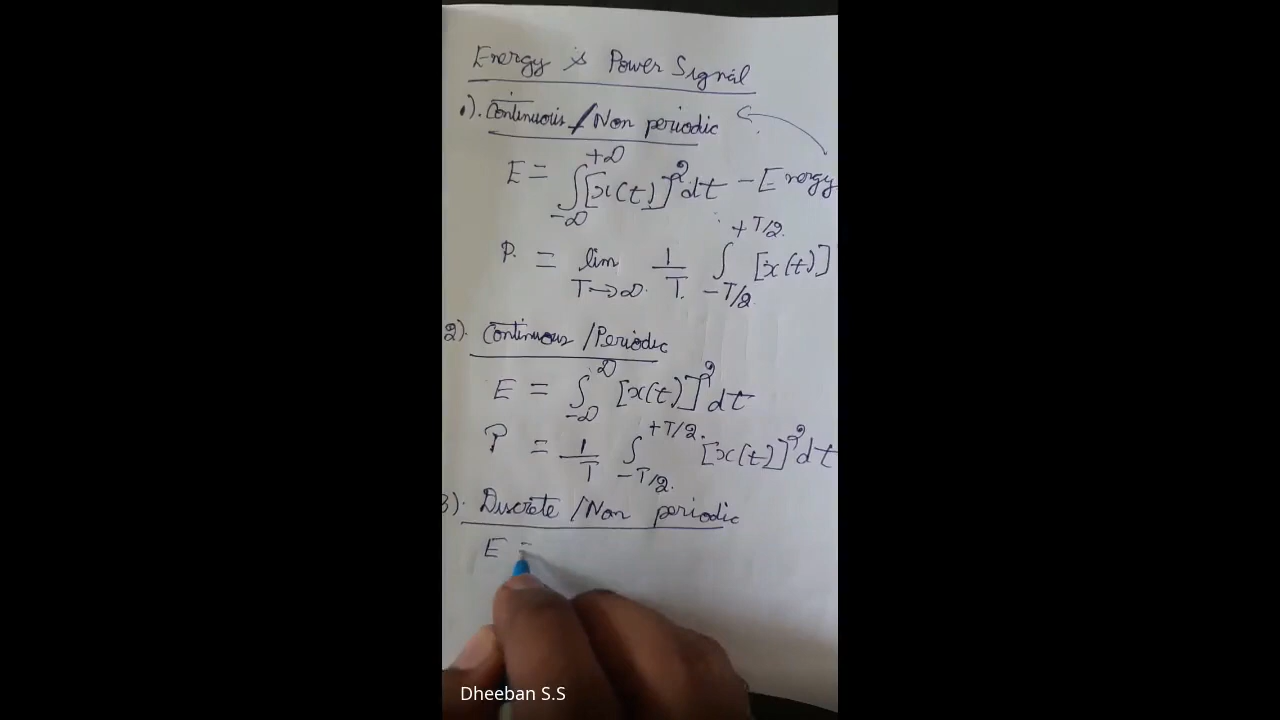 Energy & Power Signal
1). Continuous / Non periodic
E = ∫_{-∞}^{+∞} [x(t)]² dt - Energy
P. = lim_{T→∞} 1/T ∫_{-T/2}^{+T/2} [x(t)]
2). Continuous / Periodic
E = ∫_{-∞}^{∞} [x(t)]² dt
P = 1/T ∫_{-T/2}^{+T/2} [x(t)]² dt
3). Discrete / Non periodic
E =
Dheeban S.S